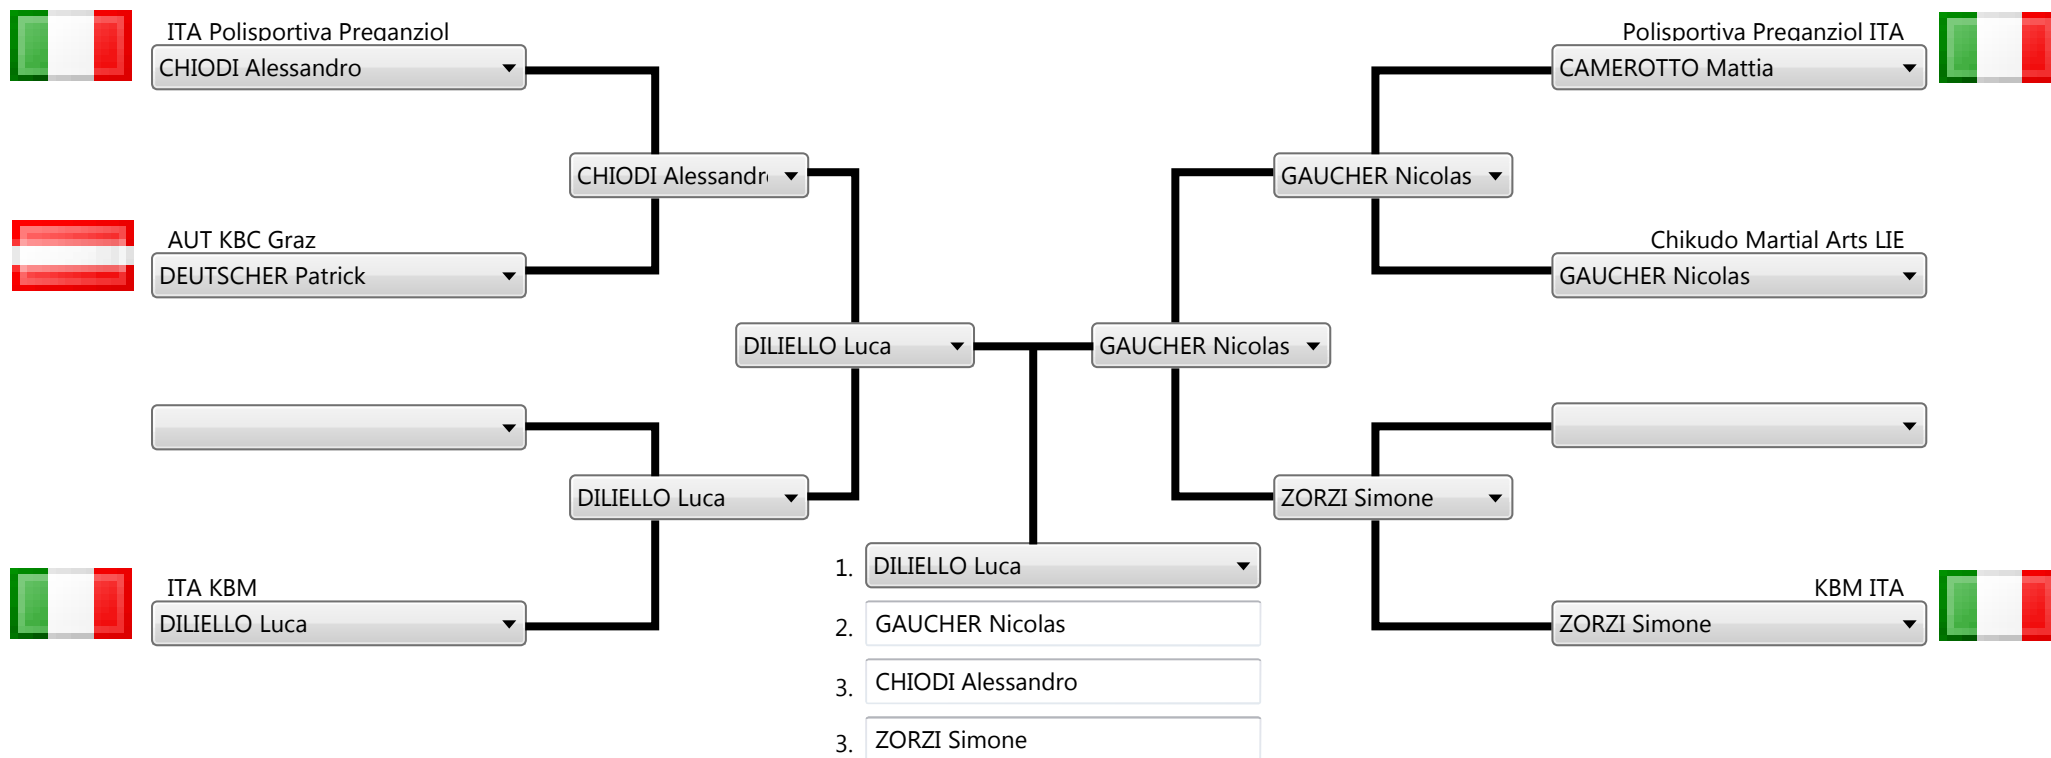 ITA Polisportiva Preganziol
Polisportiva Preganziol ITA
CHIODI Alessandro
CAMEROTTO Mattia
CHIODI Alessandr
GAUCHER Nicolas
AUT KBC Graz
Chikudo Martial Arts LIE
DEUTSCHER Patrick
GAUCHER Nicolas
DILIELLO Luca
GAUCHER Nicolas
DILIELLO Luca
ZORZI Simone
1. DILIELLO Luca
ITA KBM
KBM ITA
DILIELLO Luca
2. GAUCHER Nicolas
ZORZI Simone
3. CHIODI Alessandro
3. ZORZI Simone